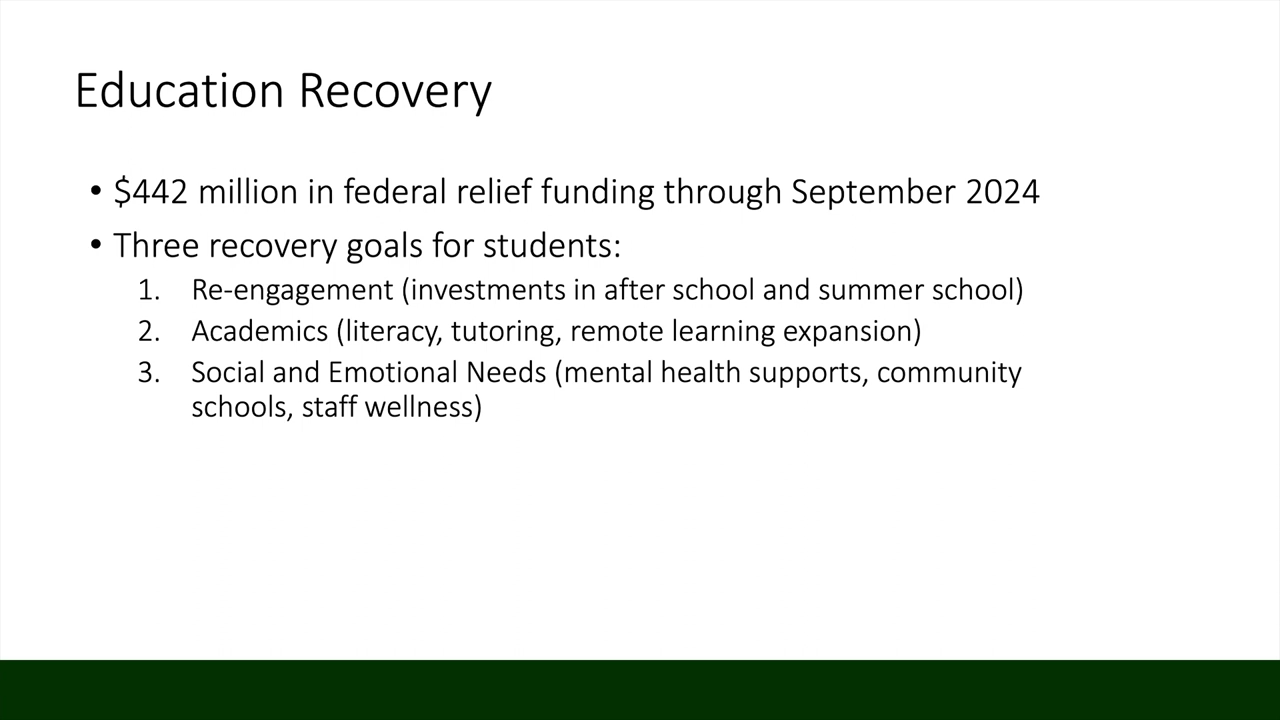 Education Recovery
• $442 million in federal relief funding through September 2024
• Three recovery goals for students:
1. Re-engagement (investments in after school and summer school)
2. Academics (literacy, tutoring, remote learning expansion)
3. Social and Emotional Needs (mental health supports, community
schools, staff wellness)